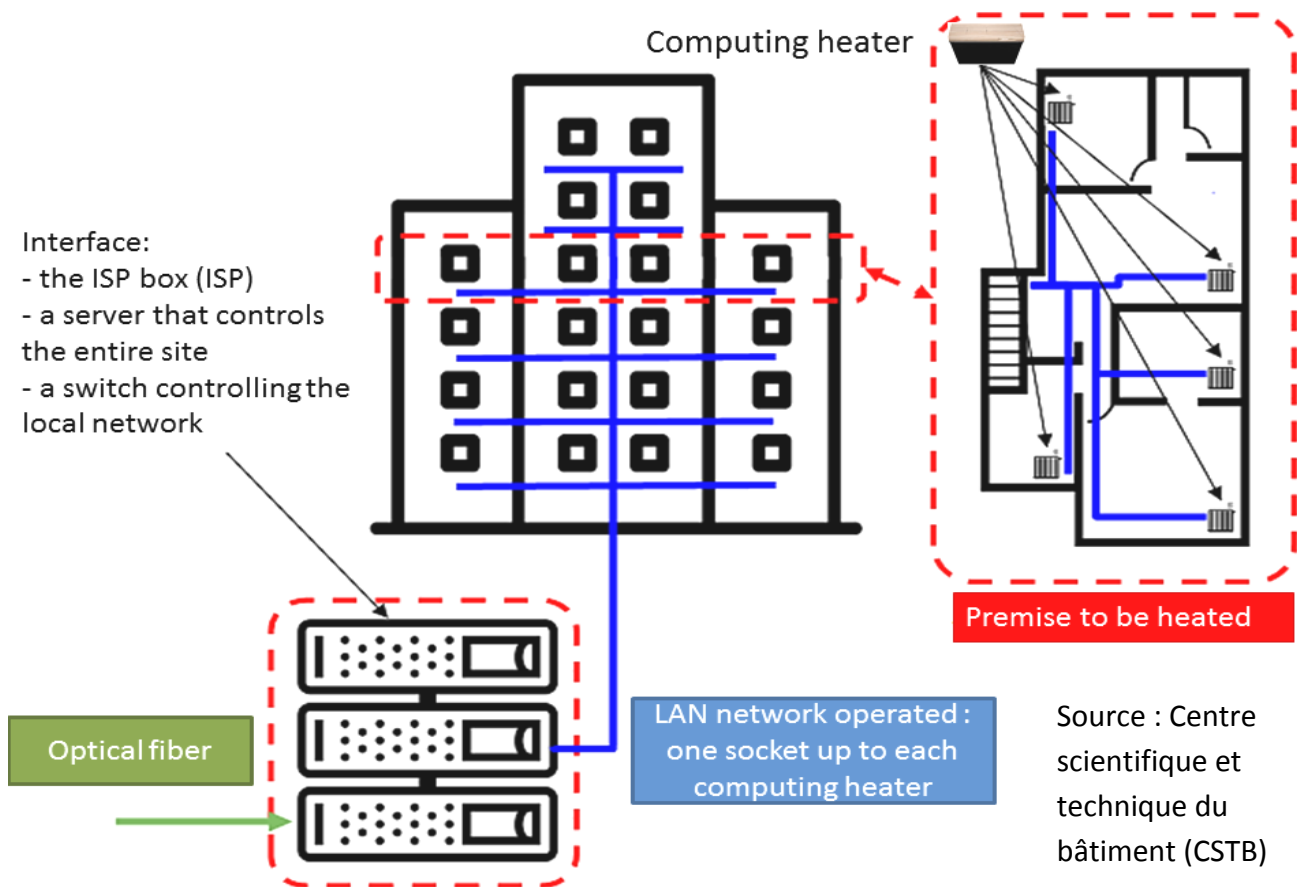 Computing heater
Interface:
- the ISP box (ISP)
- a server that controls
the entire site
- a switch controlling the
local network
Premise to be heated
Optical fiber
LAN network operated :
one socket up to each
computing heater
Source : Centre
scientifique et
technique du
bâtiment (CSTB)